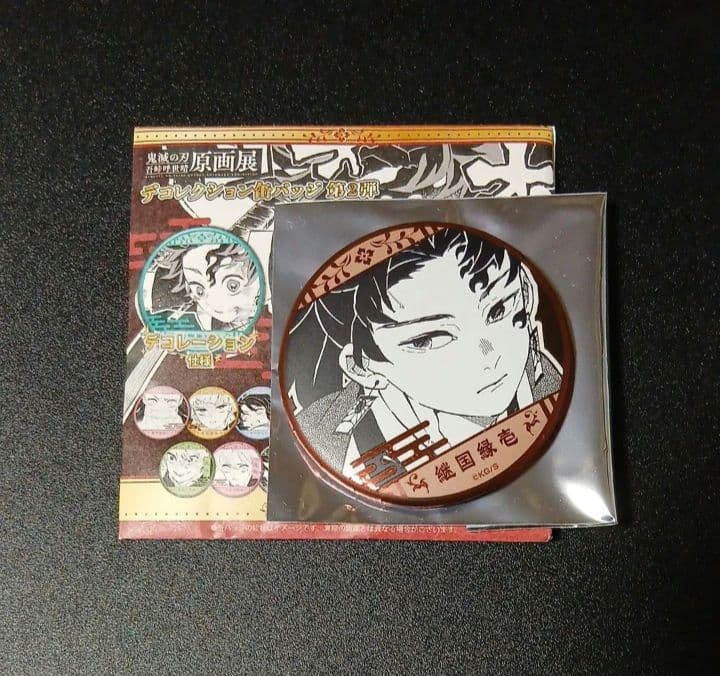 鬼滅の刃
吾峠呼世晴
原画展
デコレクション缶バッジ 第2弾
デコレーション
仕様
継国縁壱
©KG/S